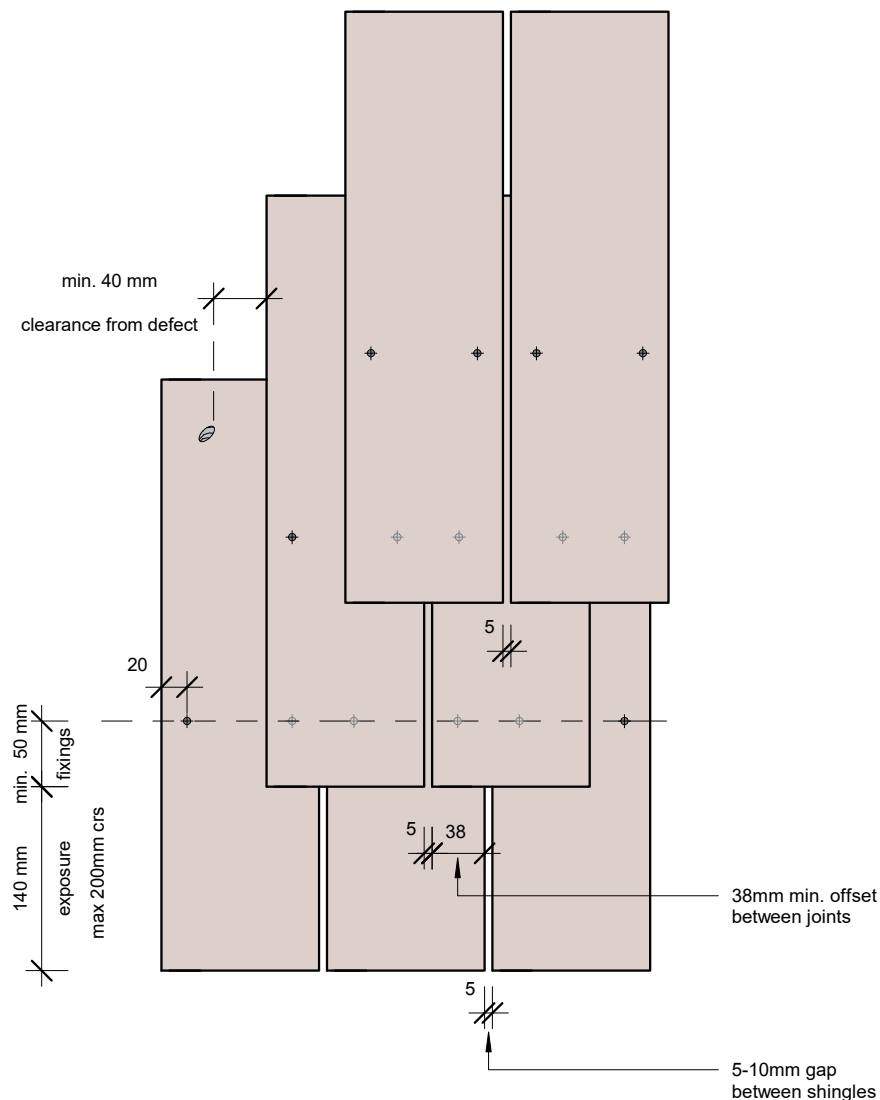 min. 40 mm
clearance from defect
5
20
min. 50 mm
fixings
5
38
140 mm
exposure
max 200mm crs
38mm min. offset
between joints
5
5-10mm gap
between shingles